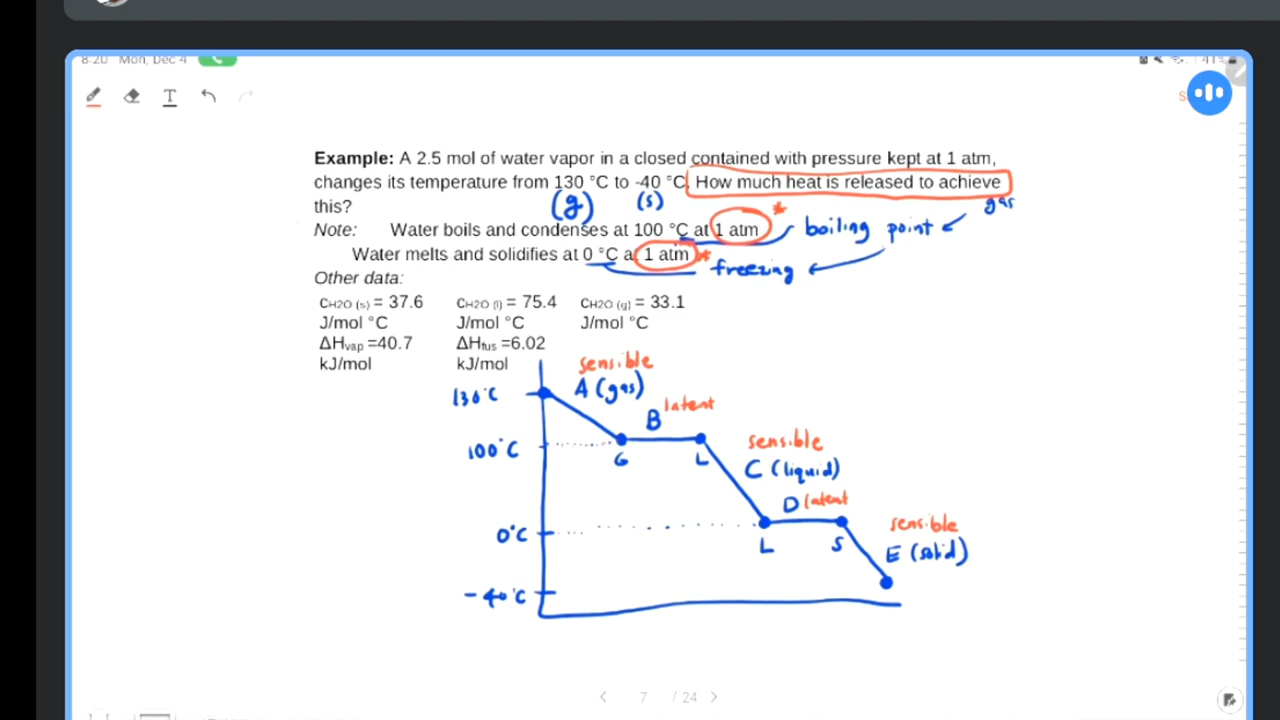 8:20 Mon, Dec 4
41%
T
Example: A 2.5 mol of water vapor in a closed contained with pressure kept at 1 atm,
changes its temperature from 130 °C to -40 °C. How much heat is released to achieve
this?
(g) (s) gas
Note: Water boils and condenses at 100 °C at 1 atm boiling point
Water melts and solidifies at 0 °C a 1 atm freezing
Other data:
CH2O (s) = 37.6 CH2O (l) = 75.4 CH2O (g) = 33.1
J/mol °C J/mol °C J/mol °C
ΔHvap =40.7 ΔHfus =6.02
kJ/mol kJ/mol sensible
130°C A (gas)
B latent
100°C G L sensible
C (liquid)
D latent
0°C L S sensible
E (solid)
-40°C
< 7 / 24 >